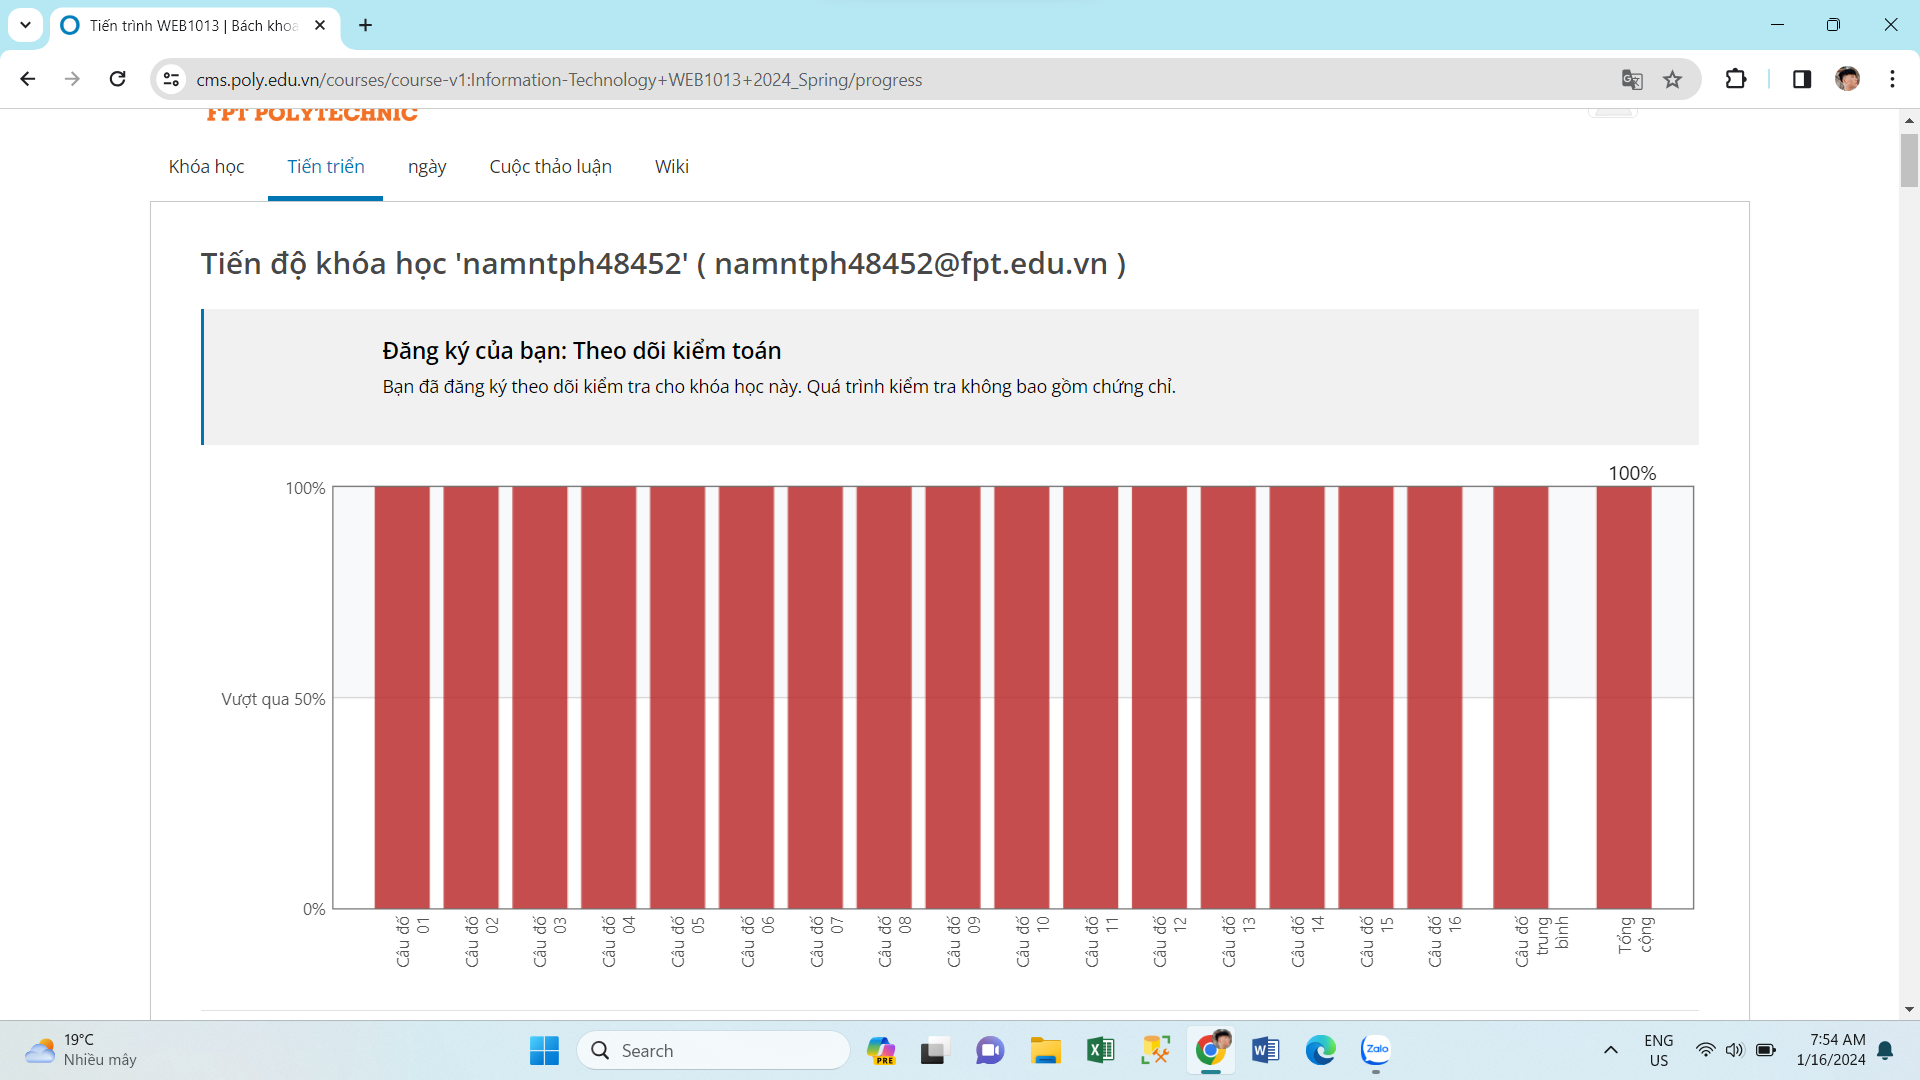 Tiến trình WEB1013 | Bách khoa
cms.poly.edu.vn/courses/course-v1:Information-Technology+WEB1013+2024_Spring/progress
FPT POLYTECHNIC
Khóa học Tiến triển ngày Cuộc thảo luận Wiki
Tiến độ khóa học 'namntph48452' ( namntph48452@fpt.edu.vn )
Đăng ký của bạn: Theo dõi kiểm toán
Bạn đã đăng ký theo dõi kiểm tra cho khóa học này. Quá trình kiểm tra không bao gồm chứng chỉ.
100%
100%
Vượt qua 50%
0%
Câu đố 01
Câu đố 02
Câu đố 03
Câu đố 04
Câu đố 05
Câu đố 06
Câu đố 07
Câu đố 08
Câu đố 09
Câu đố 10
Câu đố 11
Câu đố 12
Câu đố 13
Câu đố 14
Câu đố 15
Câu đố 16
Câu đố trung bình
Tổng cộng
19°C
Nhiều mây
Search
PRE
Zalo
ENG
US
7:54 AM
1/16/2024